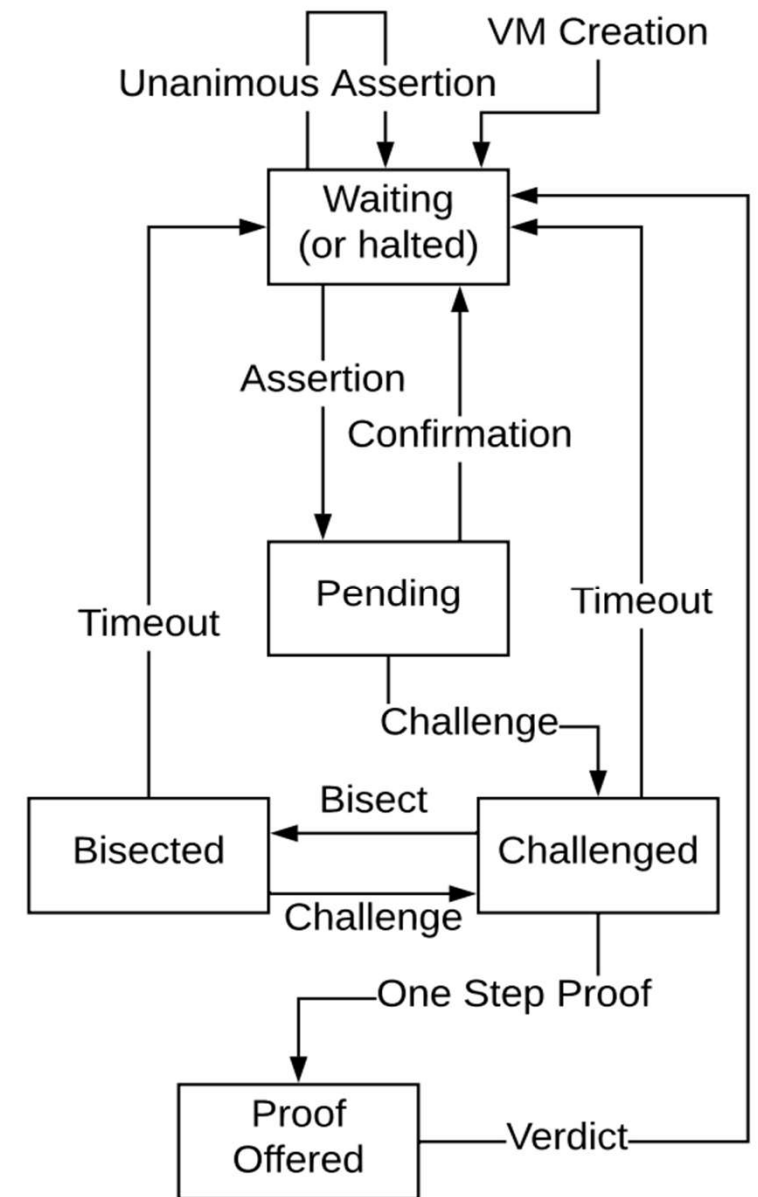 VM Creation
Unanimous Assertion
Waiting
(or halted)
Assertion
Confirmation
Pending
Timeout
Timeout
Challenge
Bisect
Bisected
Challenged
Challenge
One Step Proof
Proof
Offered
Verdict